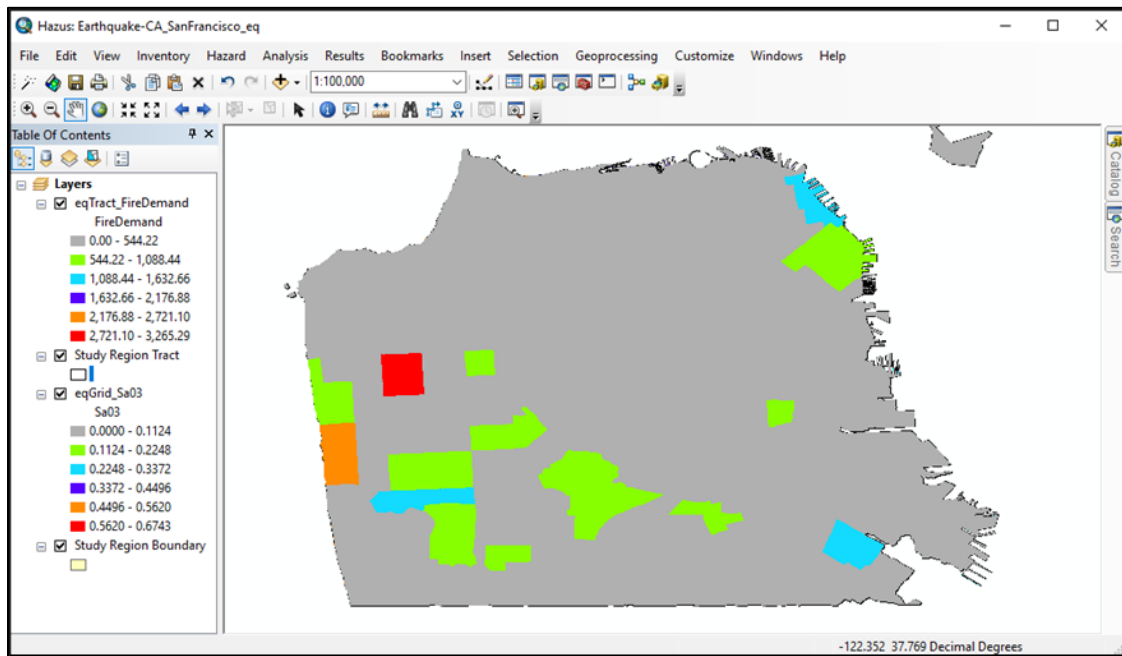 Hazus: Earthquake-CA_SanFrancisco_eq
File Edit View Inventory Hazard Analysis Results Bookmarks Insert Selection Geoprocessing Customize Windows Help
1:100,000
Table Of Contents
Layers
eqTract_FireDemand
FireDemand
0.00 - 544.22
544.22 - 1,088.44
1,088.44 - 1,632.66
1,632.66 - 2,176.88
2,176.88 - 2,721.10
2,721.10 - 3,265.29
Study Region Tract
eqGrid_Sa03
Sa03
0.0000 - 0.1124
0.1124 - 0.2248
0.2248 - 0.3372
0.3372 - 0.4496
0.4496 - 0.5620
0.5620 - 0.6743
Study Region Boundary
Catalog
Search
-122.352 37.769 Decimal Degrees